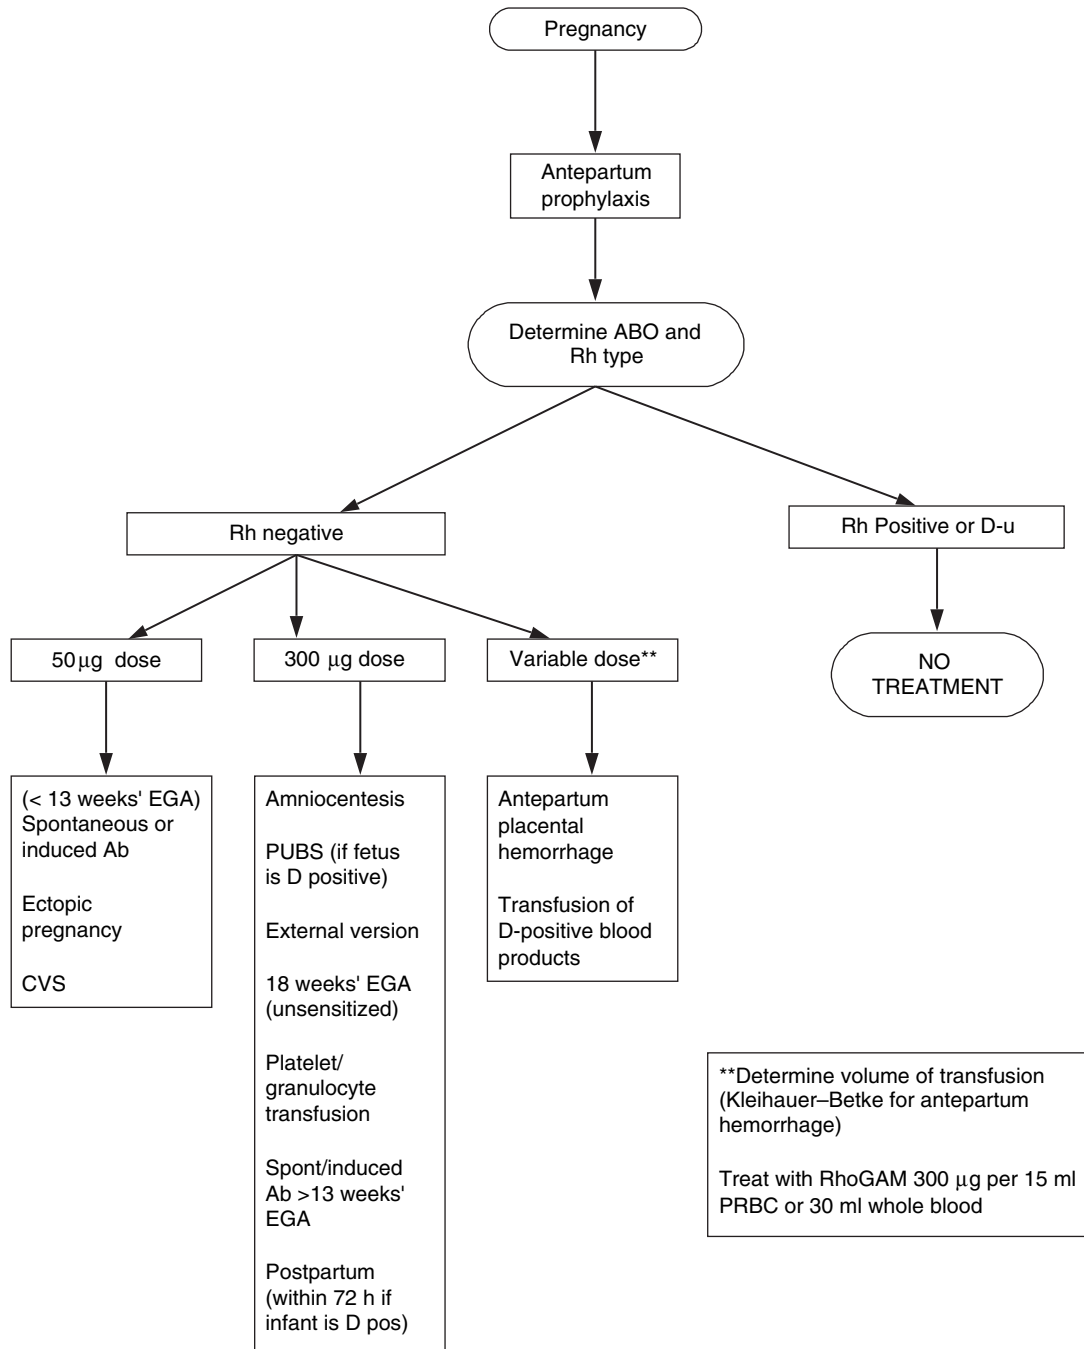 Pregnancy
Antepartum
prophylaxis
Determine ABO and
Rh type
Rh negative
Rh Positive or D-u
50μg dose
300 μg dose
Variable dose**
NO
TREATMENT
(< 13 weeks' EGA)
Spontaneous or
induced Ab
Ectopic
pregnancy
CVS
Amniocentesis
PUBS (if fetus
is D positive)
External version
18 weeks' EGA
(unsensitized)
Platelet/
granulocyte
transfusion
Spont/induced
Ab >13 weeks'
EGA
Postpartum
(within 72 h if
infant is D pos)
Antepartum
placental
hemorrhage
Transfusion of
D-positive blood
products
**Determine volume of transfusion
(Kleihauer–Betke for antepartum
hemorrhage)
Treat with RhoGAM 300 μg per 15 ml
PRBC or 30 ml whole blood